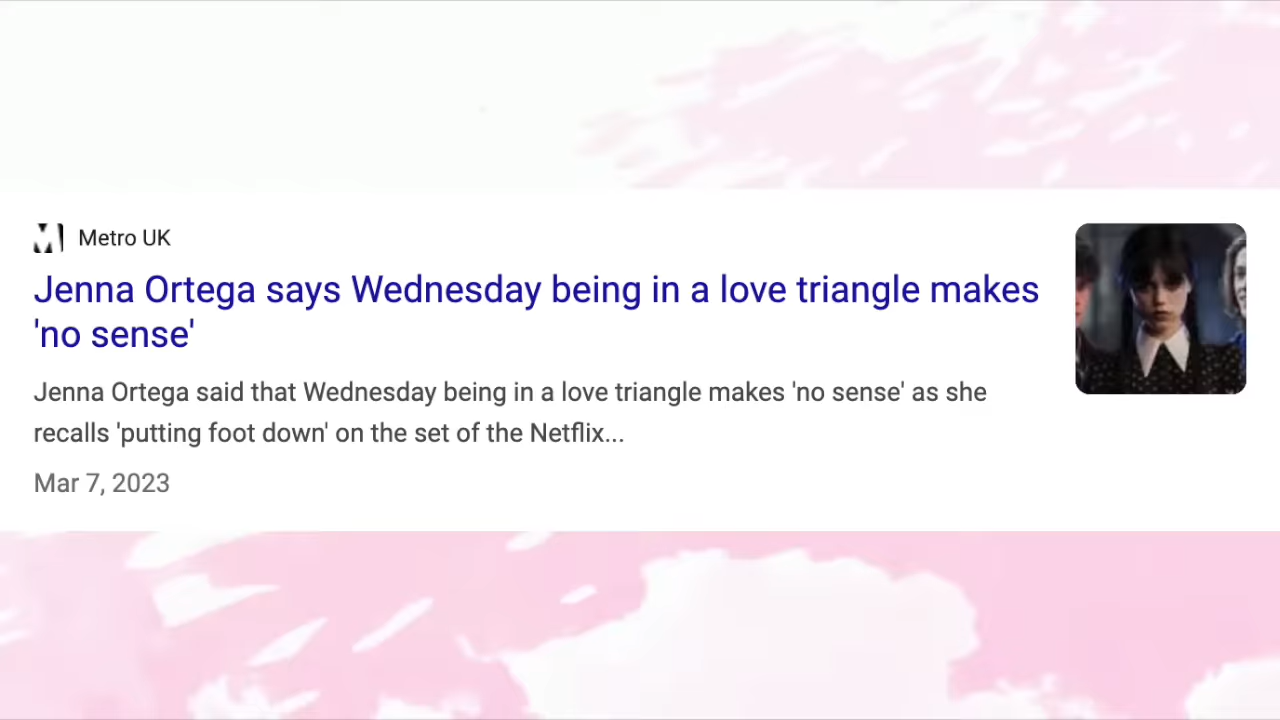 Metro UK
Jenna Ortega says Wednesday being in a love triangle makes
'no sense'
Jenna Ortega said that Wednesday being in a love triangle makes 'no sense' as she
recalls 'putting foot down' on the set of the Netflix...
Mar 7, 2023